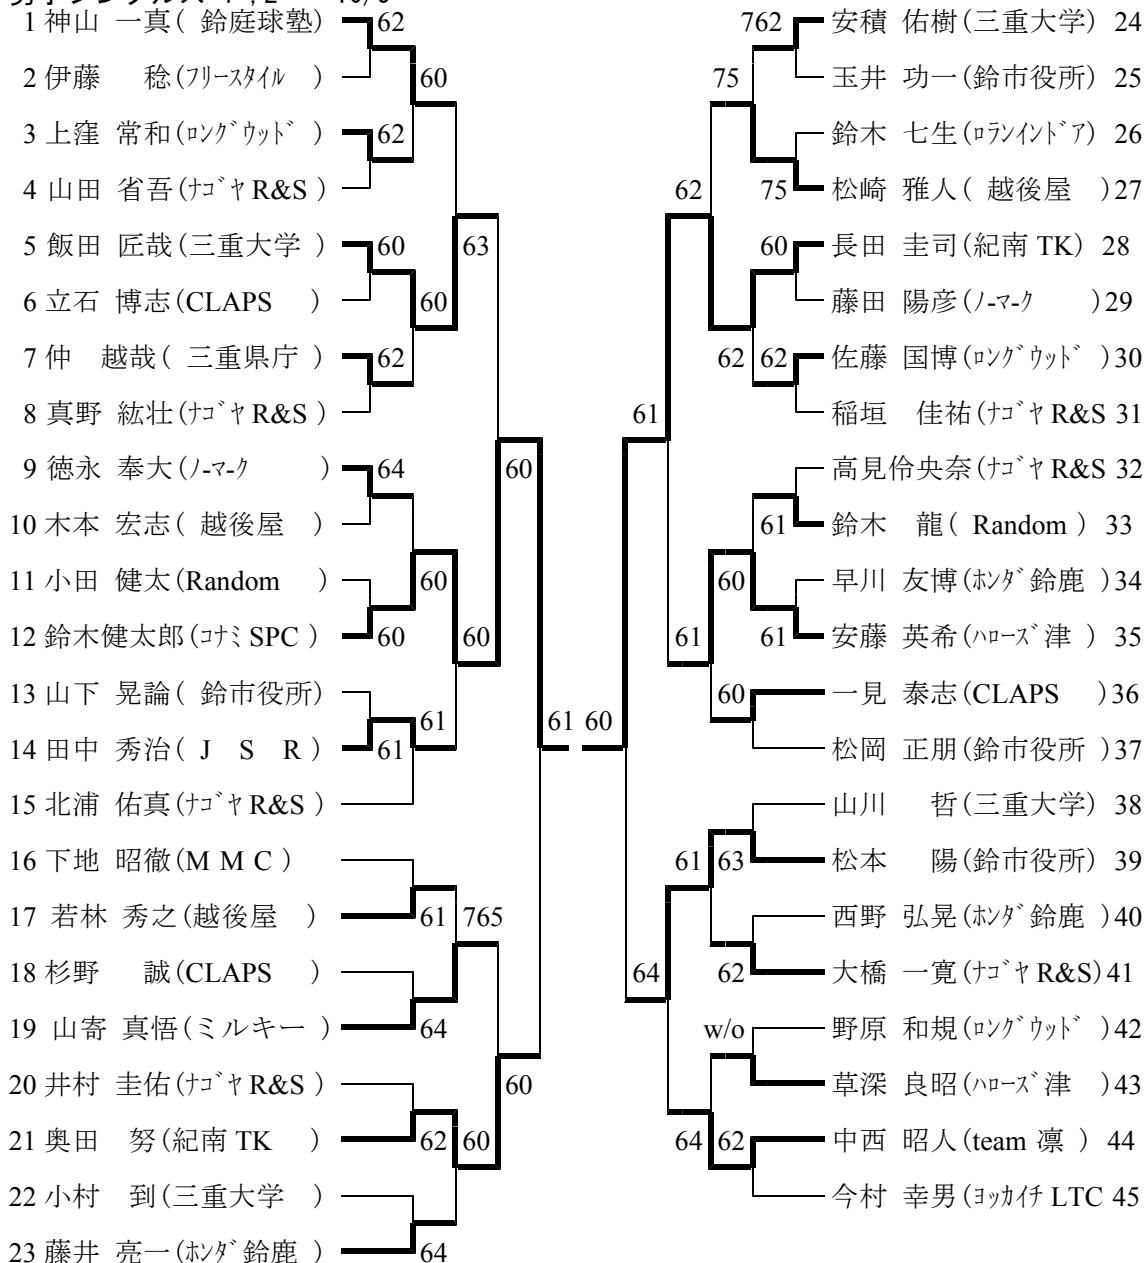 1 神山 一真( 鈴庭球塾) 62
2 伊藤 稔(ﾌﾘｰｽﾀｲﾙ )
60
3 上窪 常和(ﾛﾝｸﾞｳｯﾄﾞ ) 62
4 山田 省吾(ﾅｺﾞﾔ R&S )
63
5 飯田 匠哉(三重大学 ) 60
6 立石 博志(CLAPS )
60
7 仲 越哉( 三重県庁 ) 62
8 真野 紘壮(ﾅｺﾞﾔ R&S )
60
9 徳永 奉大(ﾉ-ﾏ-ｸ ) 64
10 木本 宏志( 越後屋 )
60
11 小田 健太(Random )
12 鈴木健太郎(ｺﾅﾐ SPC ) 60
60
13 山下 晃論( 鈴市役所)
61
14 田中 秀治( J S R ) 61
15 北浦 佑真(ﾅｺﾞﾔ R&S )
61 60
16 下地 昭徹(M M C )
17 若林 秀之(越後屋 ) 61
765
18 杉野 誠(CLAPS )
19 山寄 真悟(ミルキー ) 64
60
20 井村 圭佑(ﾅｺﾞﾔ R&S )
21 奥田 努(紀南 TK ) 62
60
22 小村 到(三重大学 )
23 藤井 亮一(ﾎﾝﾀﾞ 鈴鹿 ) 64
762 安積 佑樹(三重大学) 24
玉井 功一(鈴市役所) 25
75
鈴木 七生(ﾛﾗﾝｲﾝﾄﾞｱ) 26
75 松崎 雅人( 越後屋 )27
62
60 長田 圭司(紀南 TK) 28
藤田 陽彦(ﾉ-ﾏ-ｸ )29
62
62 佐藤 国博(ﾛﾝｸﾞｳｯﾄﾞ )30
稲垣 佳祐(ﾅｺﾞﾔ R&S 31
61
高見伶央奈(ﾅｺﾞﾔ R&S 32
61 鈴木 龍( Random ) 33
60
早川 友博(ﾎﾝﾀﾞ 鈴鹿 )34
61 安藤 英希(ﾊﾛｰｽﾞ 津 ) 35
61
60 一見 泰志(CLAPS )36
松岡 正朋(鈴市役所 )37
山川 哲(三重大学) 38
63 松本 陽(鈴市役所) 39
61
西野 弘晃(ﾎﾝﾀﾞ 鈴鹿 )40
62 大橋 一寛(ﾅｺﾞﾔ R&S)41
64
w/o 野原 和規(ﾛﾝｸﾞｳｯﾄﾞ )42
草深 良昭(ﾊﾛｰｽﾞ 津 )43
64
62 中西 昭人(team 凛 ) 44
今村 幸男(ﾖｯｶｲﾁ LTC 45